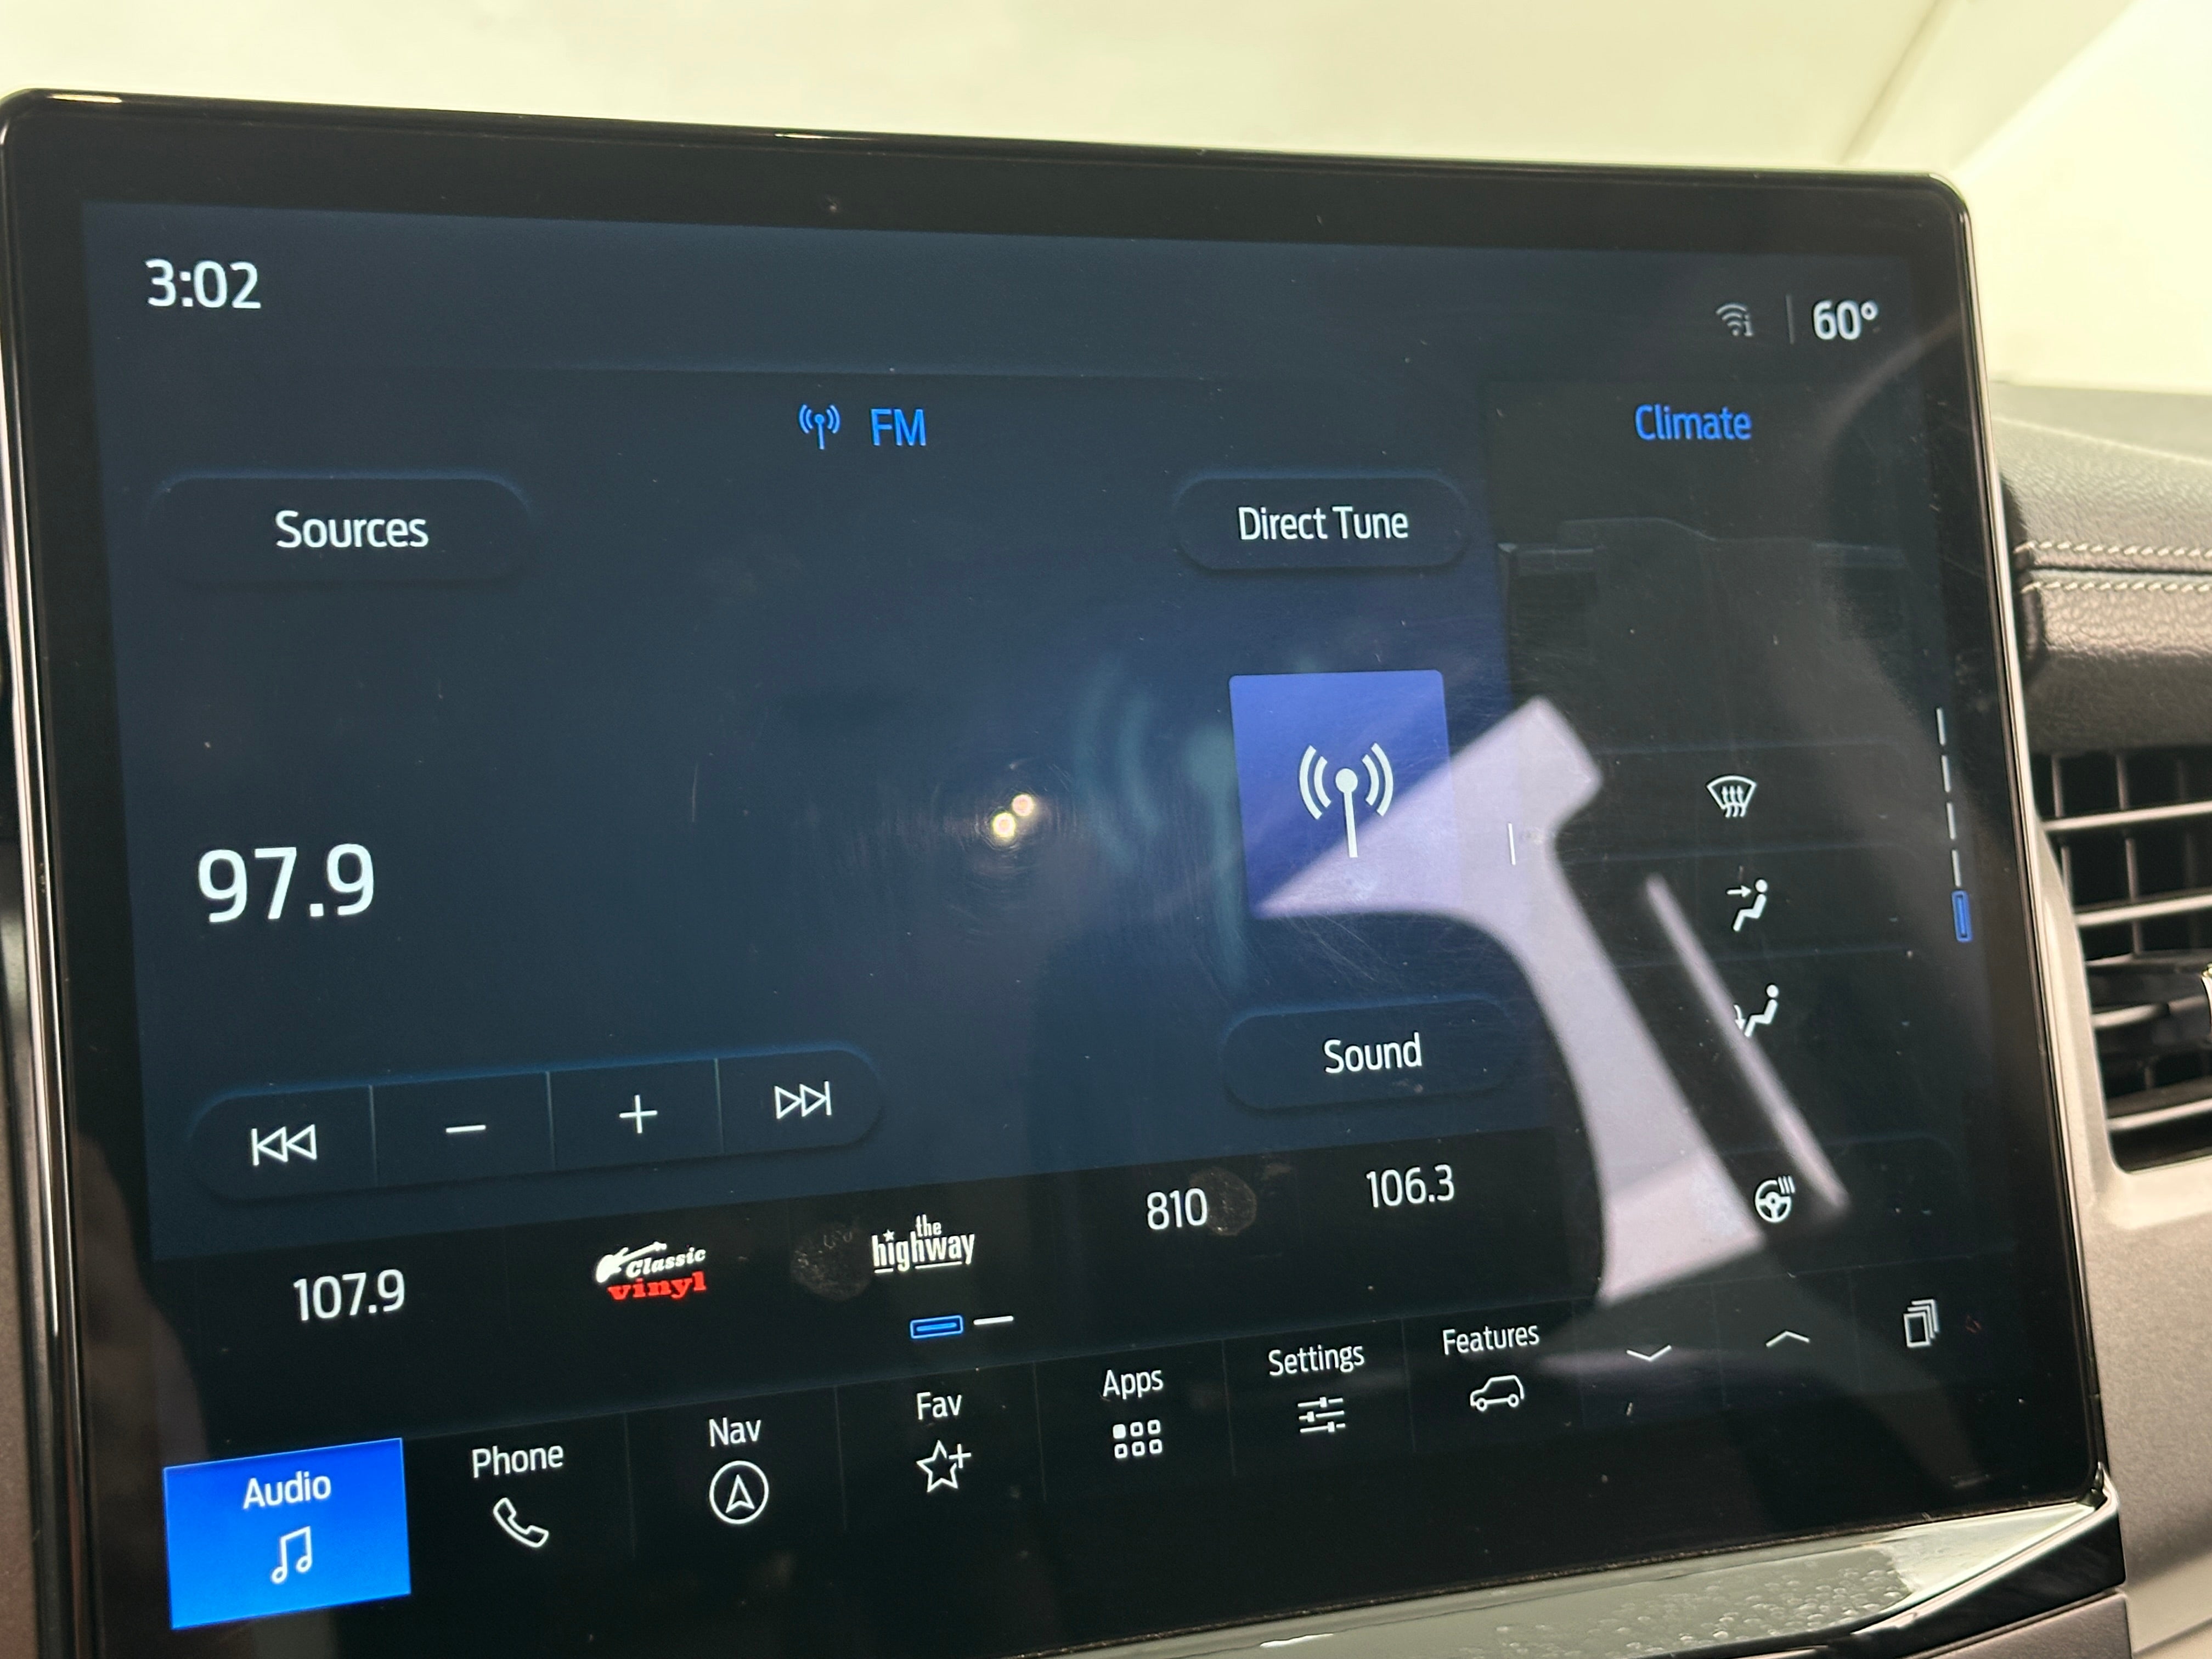 3:02
60°
FM
Climate
Sources
Direct Tune
97.9
Sound
107.9
Classic
vinyl
the
highway
810
106.3
Audio
Phone
Nav
Fav
Apps
Settings
Features